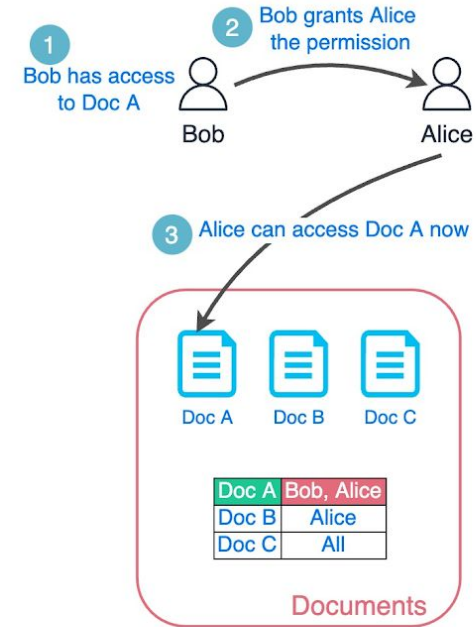 1
Bob has access
to Doc A
2
Bob grants Alice
the permission
Bob
Alice
3
Alice can access Doc A now
Doc A
Doc B
Doc C
Doc A Bob, Alice
Doc B Alice
Doc C All
Documents